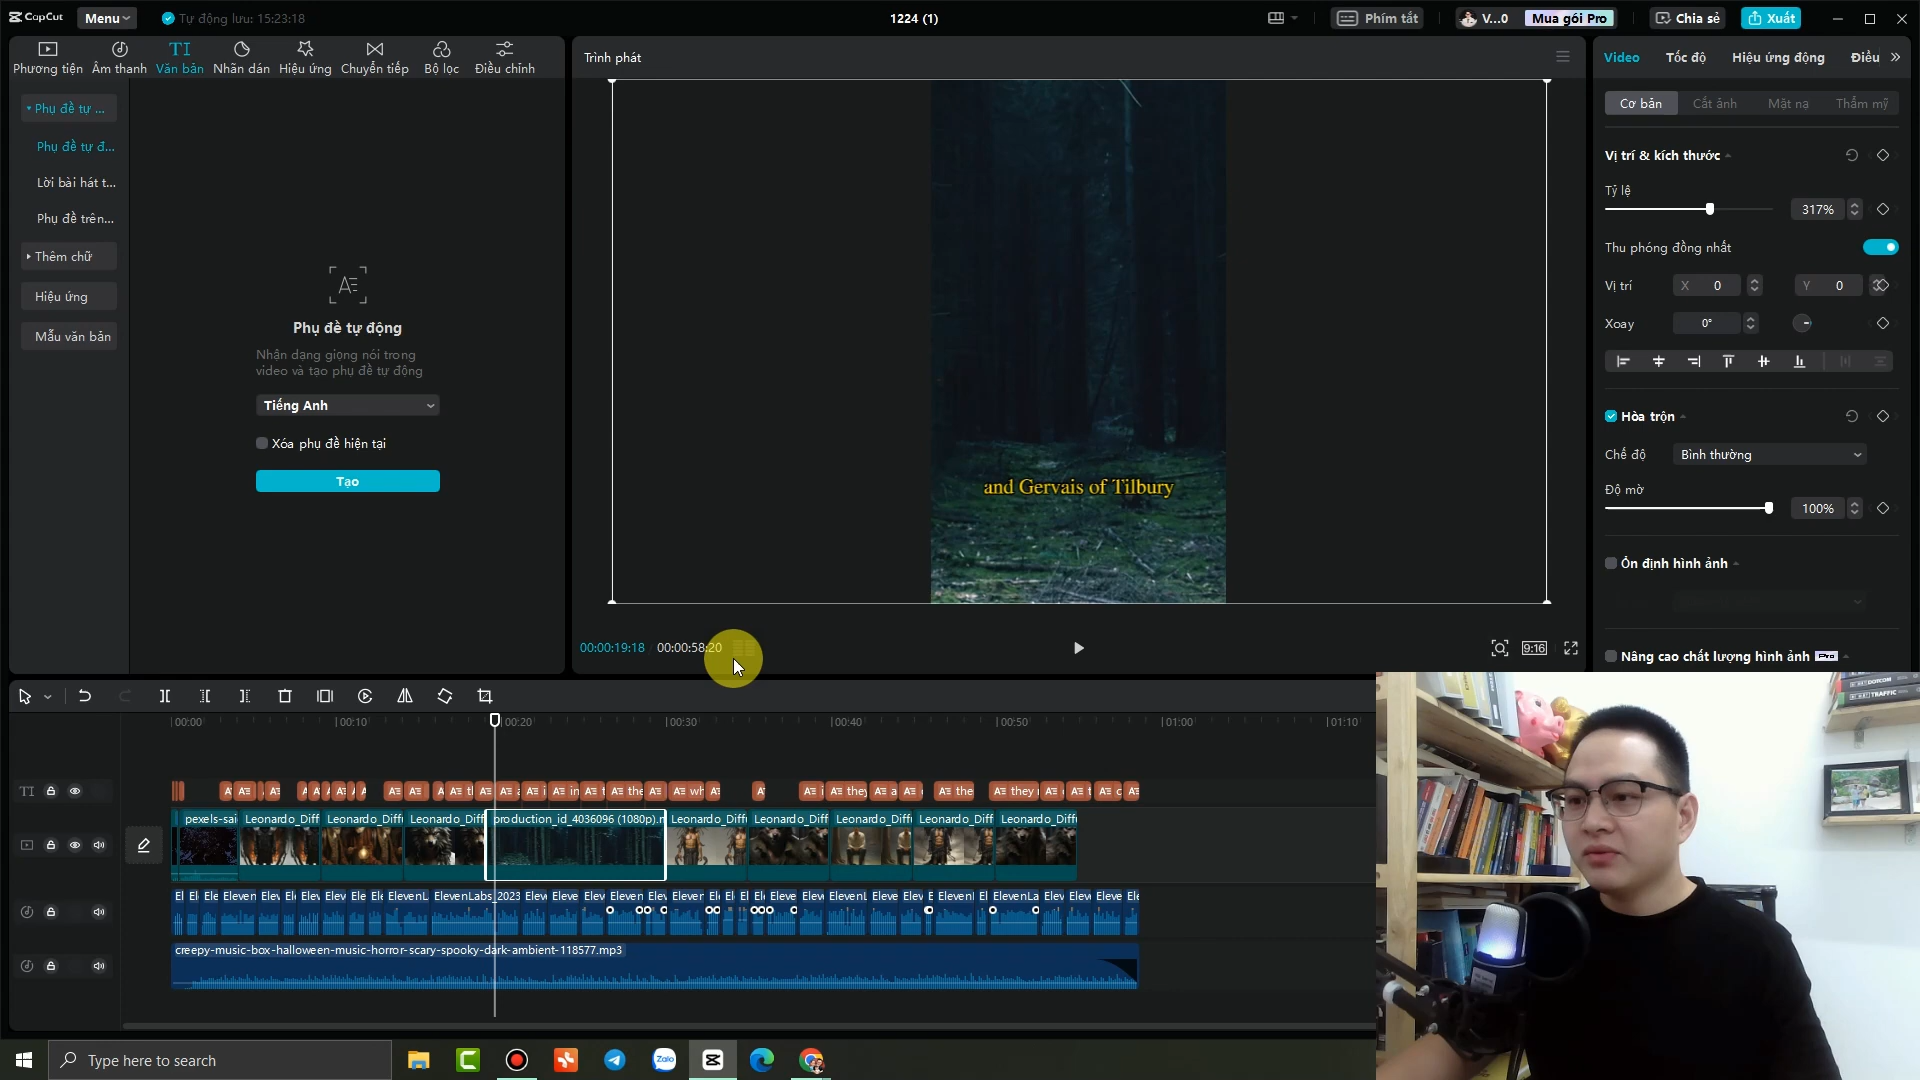 CapCut
Menu
Tự động lưu: 15:23:18
1224 (1)
Phím tắt
V...0
Mua gói Pro
Chia sẻ
Xuất
Phương tiện
Âm thanh
TI
Văn bản
Nhãn dán
Hiệu ứng
Chuyển tiếp
Bộ lọc
Điều chỉnh
Phụ đề tự ...
Phụ đề tự đ...
Lời bài hát t...
Phụ đề trên...
Thêm chữ
Hiệu ứng
Mẫu văn bản
Phụ đề tự động
Nhận dạng giọng nói trong
video và tạo phụ đề tự động
Tiếng Anh
Xóa phụ đề hiện tại
Tạo
Trình phát
and Gervais of Tilbury
00:00:19:18
00:00:58:20
9:16
Video
Tốc độ
Hiệu ứng động
Điều
Cơ bản
Cắt ảnh
Mặt nạ
Thẩm mỹ
Vị trí & kích thước
Tỷ lệ
317%
Thu phóng đồng nhất
Vị trí
X 0
Y 0
Xoay
0°
Hòa trộn
Chế độ
Bình thường
Độ mờ
100%
Ổn định hình ảnh
Nâng cao chất lượng hình ảnh
Pro
00:00
00:10
00:20
00:30
00:40
00:50
01:00
01:10
pexels-sai
Leonardo_Diff
Leonardo_Diff
Leonardo_Diff
production_id_4036096 (1080p).m
Leonardo_Diff
Leonardo_Diff
Leonardo_Diff
Leonardo_Diff
Leonardo_Diff
ElevenLabs_2023
creepy-music-box-halloween-music-horror-scary-spooky-dark-ambient-118577.mp3
Type here to search
Zalo
DOTCOM
TRAFFIC